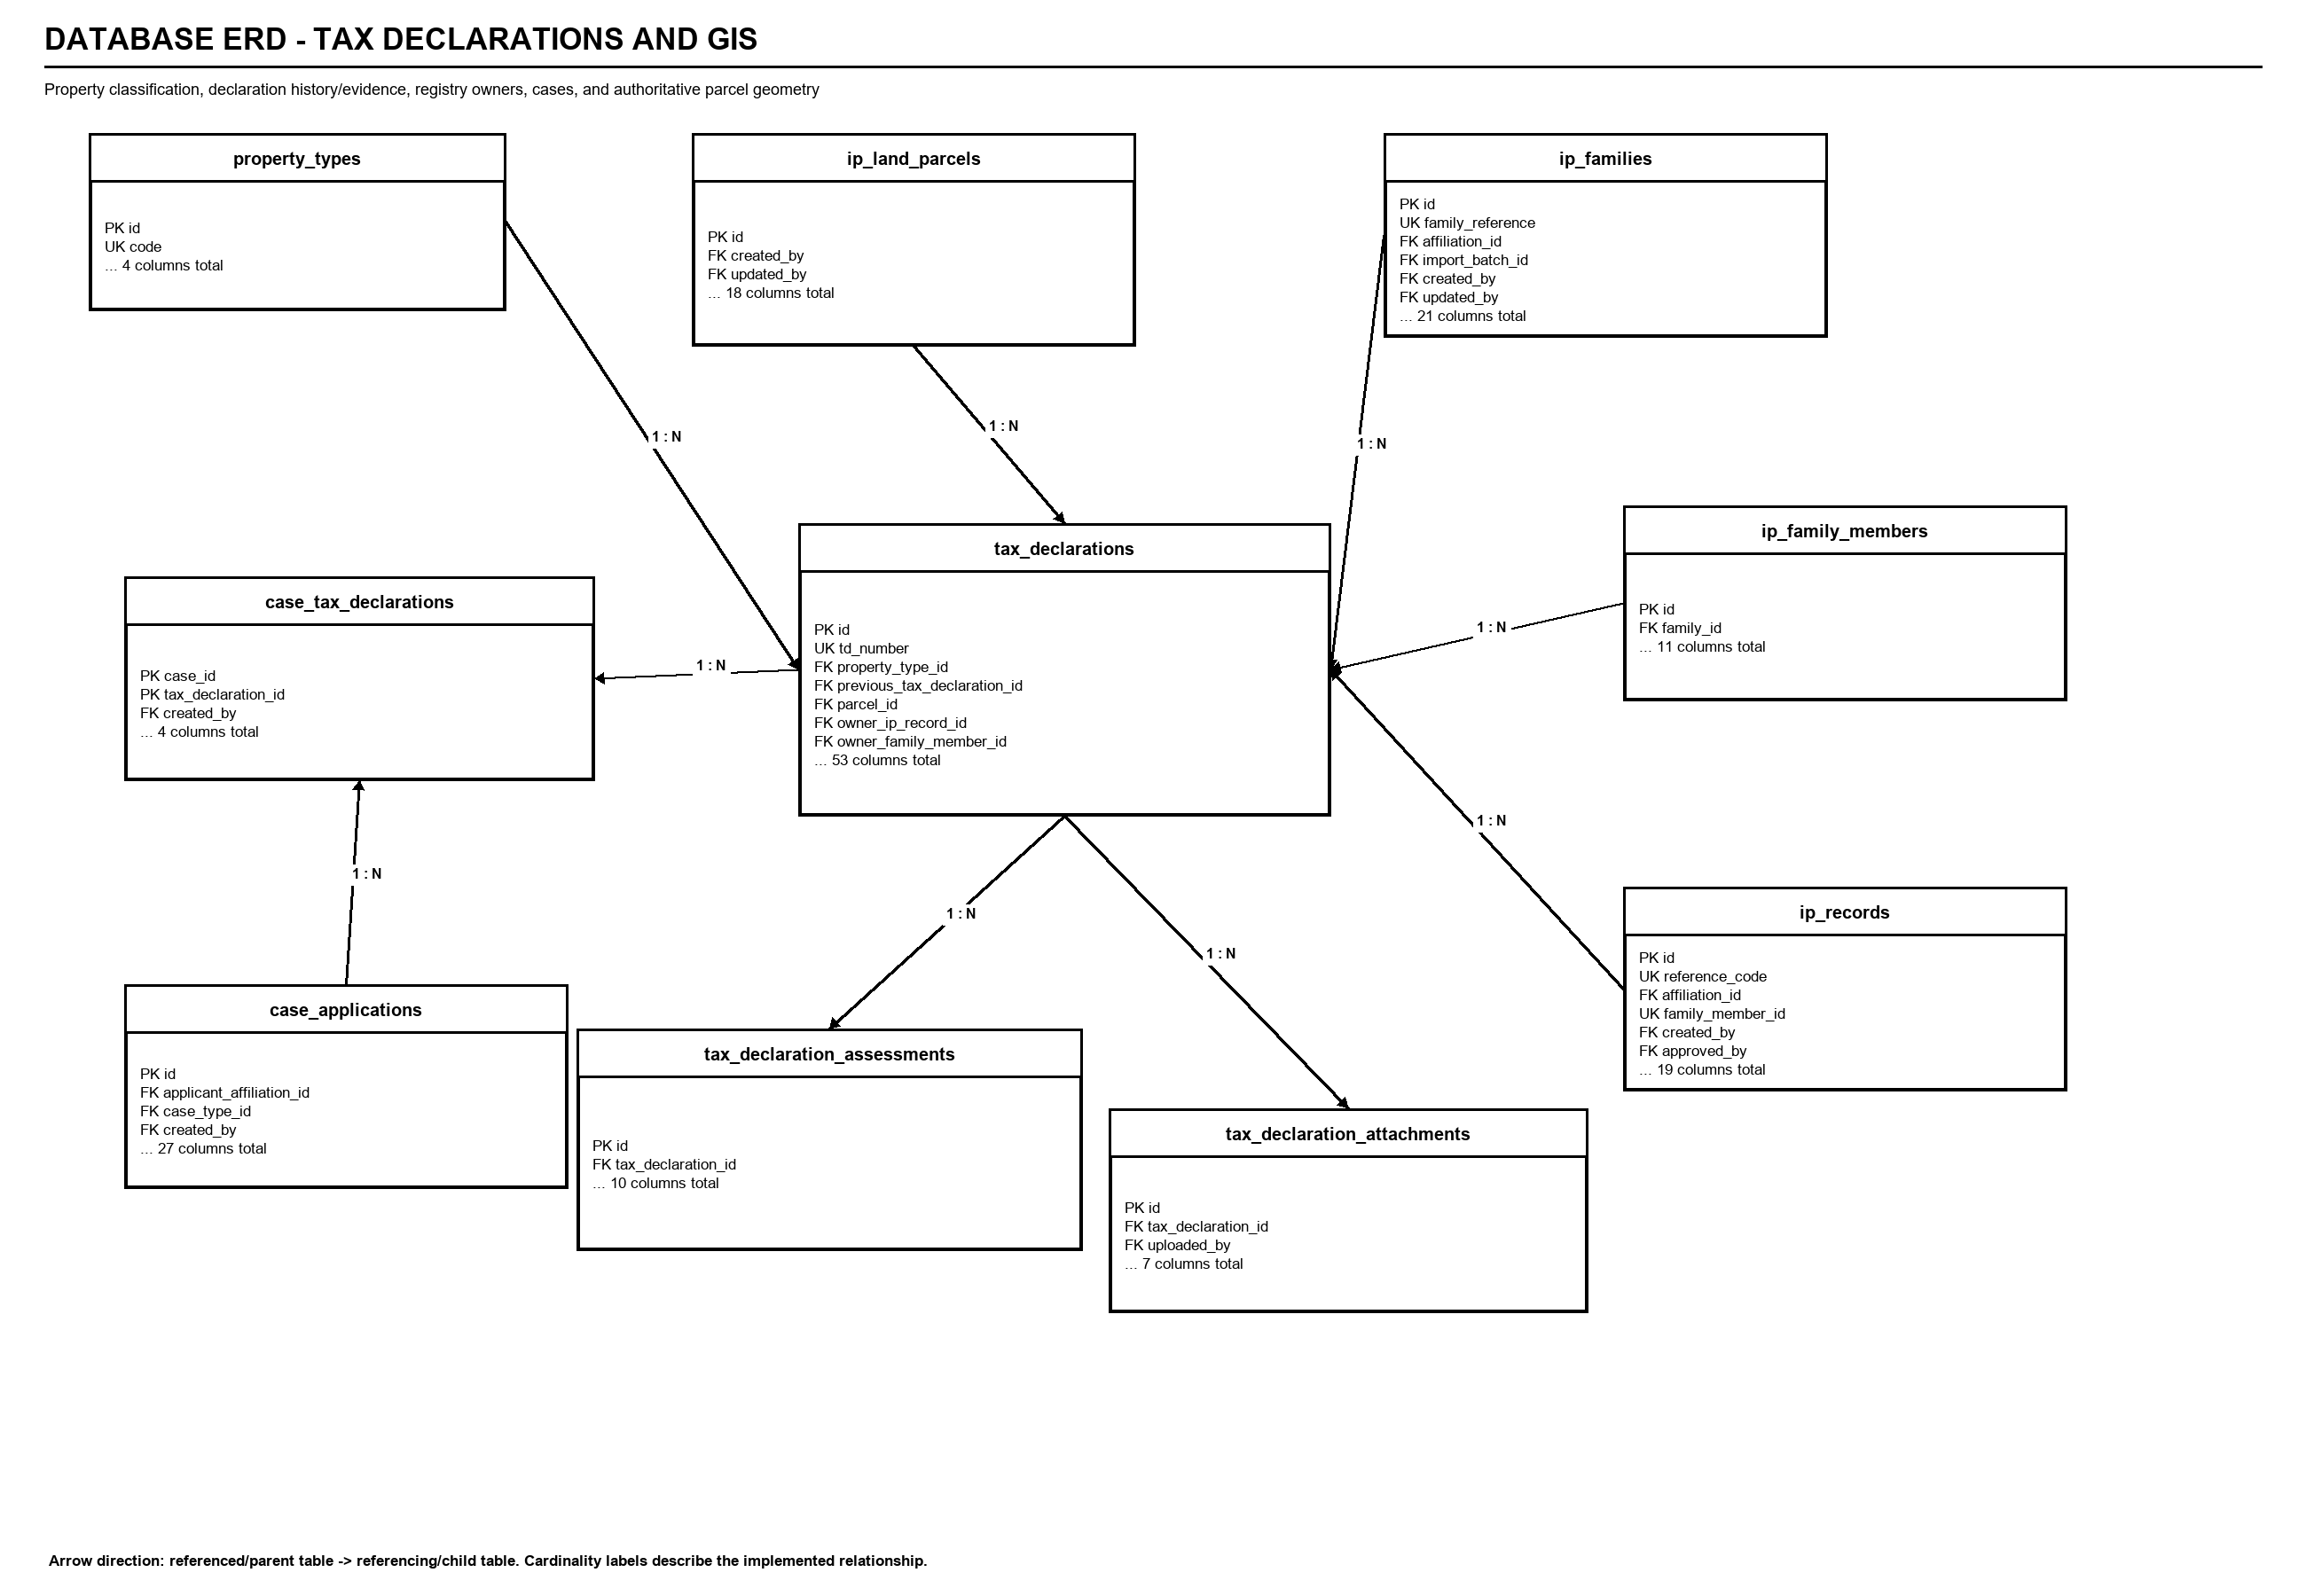 DATABASE ERD - TAX DECLARATIONS AND GIS
Property classification, declaration history/evidence, registry owners, cases, and authoritative parcel geometry
property_types
PK id
UK code
... 4 columns total
ip_land_parcels
PK id
FK created_by
FK updated_by
... 18 columns total
ip_families
PK id
UK family_reference
FK affiliation_id
FK import_batch_id
FK created_by
FK updated_by
... 21 columns total
1 : N
1 : N
1 : N
tax_declarations
PK id
UK td_number
FK property_type_id
FK previous_tax_declaration_id
FK parcel_id
FK owner_ip_record_id
FK owner_family_member_id
... 53 columns total
ip_family_members
PK id
FK family_id
... 11 columns total
1 : N
case_tax_declarations
PK case_id
PK tax_declaration_id
FK created_by
... 4 columns total
1 : N
1 : N
1 : N
1 : N
1 : N
ip_records
PK id
UK reference_code
FK affiliation_id
UK family_member_id
FK created_by
FK approved_by
... 19 columns total
case_applications
PK id
FK applicant_affiliation_id
FK case_type_id
FK created_by
... 27 columns total
tax_declaration_assessments
PK id
FK tax_declaration_id
... 10 columns total
tax_declaration_attachments
PK id
FK tax_declaration_id
FK uploaded_by
... 7 columns total
Arrow direction: referenced/parent table -> referencing/child table. Cardinality labels describe the implemented relationship.